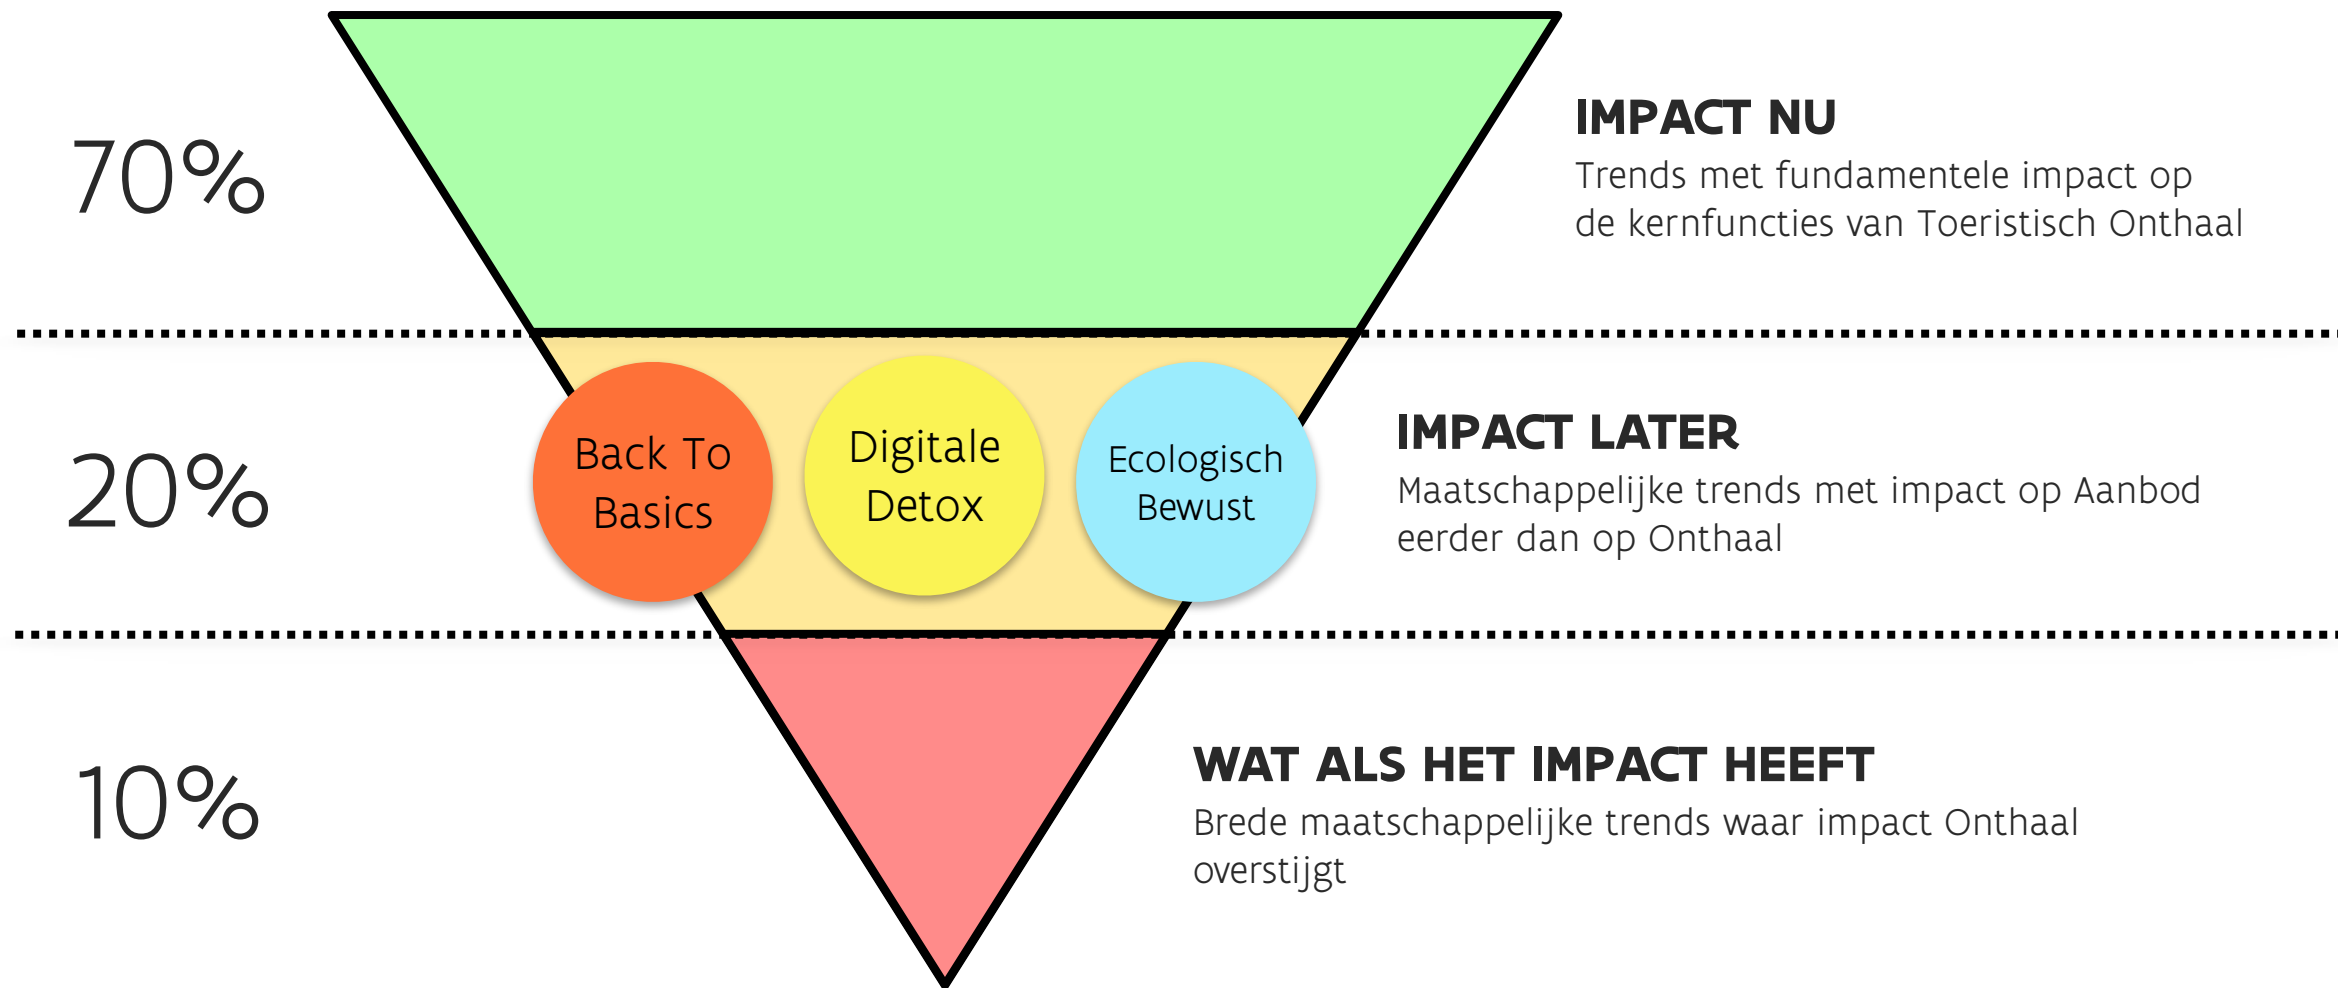 70%
IMPACT NU
Trends met fundamentele impact op
de kernfuncties van Toeristisch Onthaal
20%
Back To
Basics
Digitale
Detox
Ecologisch
Bewust
IMPACT LATER
Maatschappelijke trends met impact op Aanbod
eerder dan op Onthaal
10%
WAT ALS HET IMPACT HEEFT
Brede maatschappelijke trends waar impact Onthaal
overstijgt